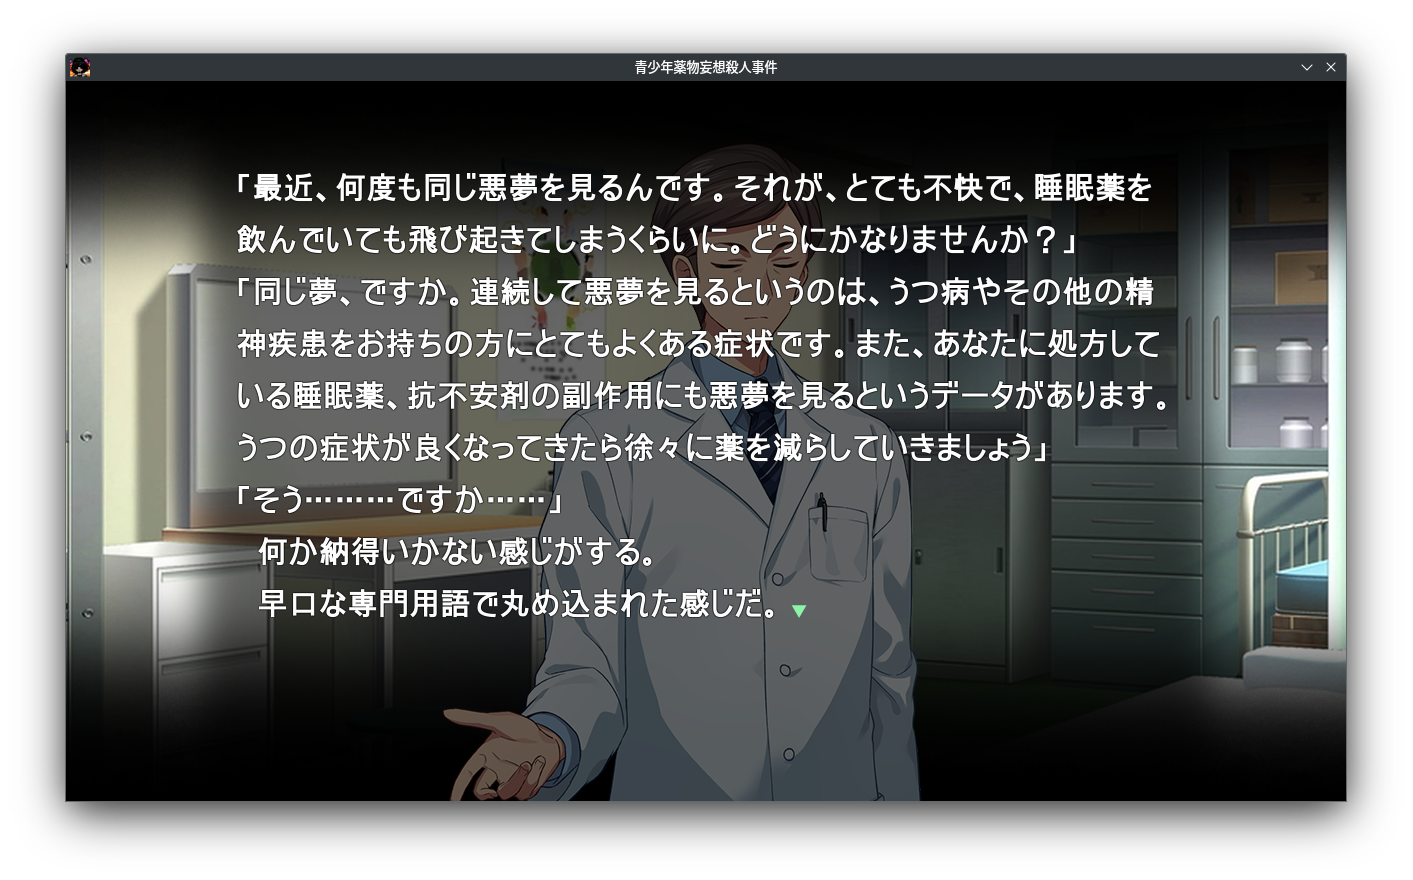 青少年薬物妄想殺人事件
「最近、何度も同じ悪夢を見るんです。それが、とても不快で、睡眠薬を
飲んでいても飛び起きてしまうくらいに。どうにかなりませんか？」
「同じ夢、ですか。連続して悪夢を見るというのは、うつ病やその他の精
神疾患をお持ちの方にとてもよくある症状です。また、あなたに処方して
いる睡眠薬、抗不安剤の副作用にも悪夢を見るというデータがあります。
うつの症状が良くなってきたら徐々に薬を減らしていきましょう」
「そう………ですか……」
　何か納得いかない感じがする。
　早口な専門用語で丸め込まれた感じだ。